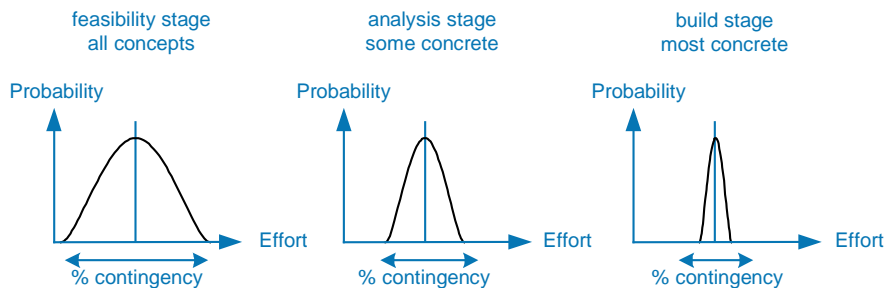 feasibility stage
all concepts
analysis stage
some concrete
build stage
most concrete
Probability
Probability
Probability
Effort
Effort
Effort
% contingency
% contingency
% contingency